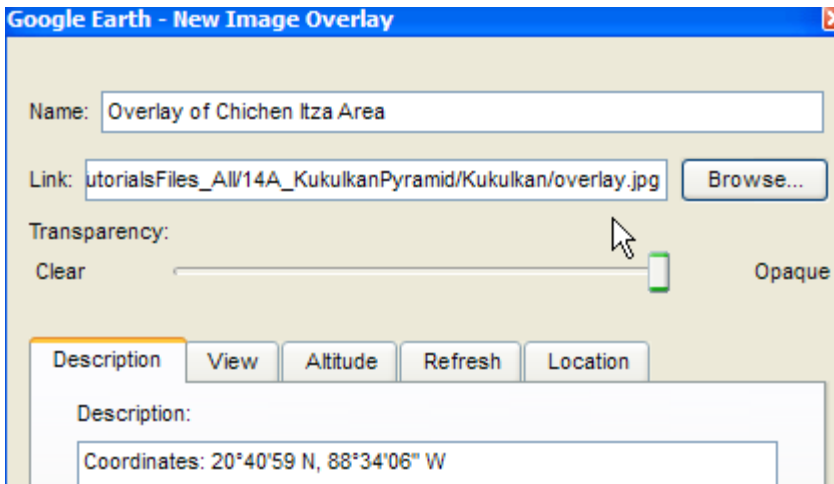 Google Earth - New Image Overlay
Name: Overlay of Chichen Itza Area
Link: utorialsFiles_All/14A_KukulkanPyramid/Kukulkan/overlay.jpg Browse...
Transparency:
Clear Opaque
Description View Altitude Refresh Location
Description:
Coordinates: 20°40'59 N, 88°34'06" W